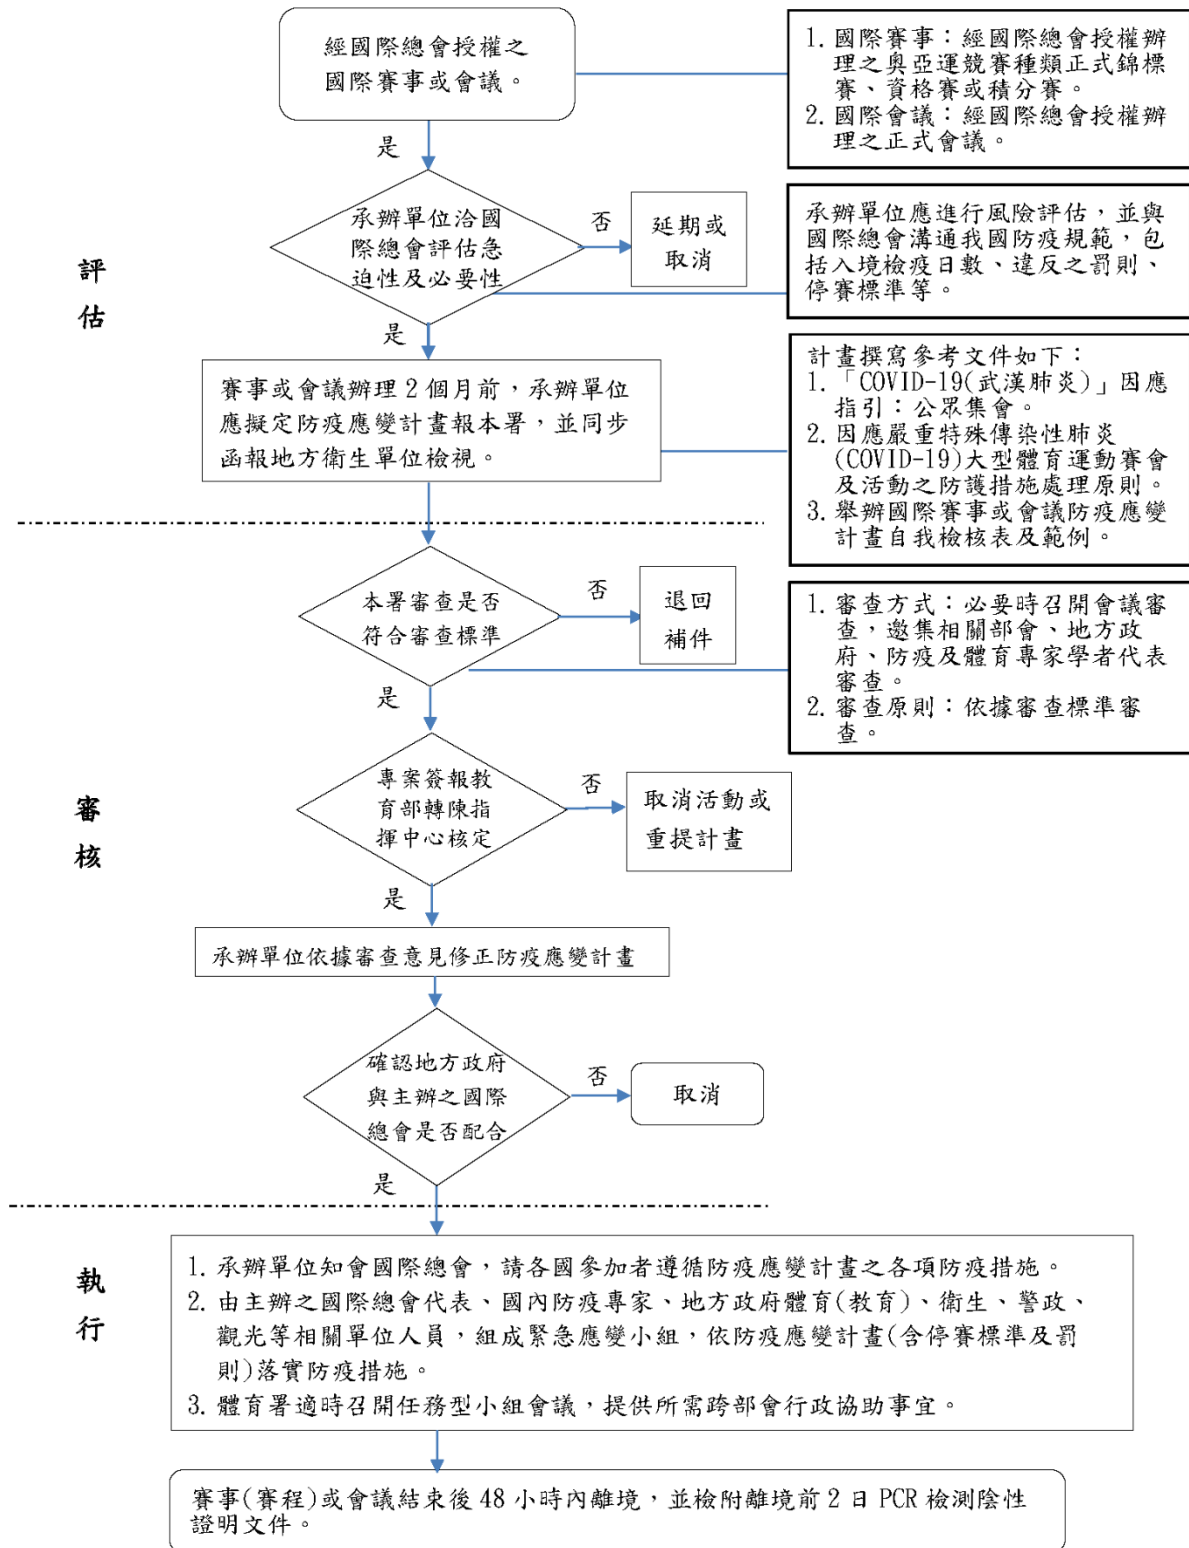 經國際總會授權之
國際賽事或會議。
1. 國際賽事：經國際總會授權辦
理之奧亞運競賽種類正式錦標
賽、資格賽或積分賽。
2. 國際會議：經國際總會授權辦
理之正式會議。
是
評
估
承辦單位洽國
際總會評估急
迫性及必要性
否
延期或
取消
承辦單位應進行風險評估，並與
國際總會溝通我國防疫規範，包
括入境檢疫日數、違反之罰則、
停賽標準等。
是
賽事或會議辦理 2 個月前，承辦單位
應擬定防疫應變計畫報本署，並同步
函報地方衛生單位檢視。
計畫撰寫參考文件如下：
1. 「COVID-19(武漢肺炎)」因應
指引：公眾集會。
2. 因應嚴重特殊傳染性肺炎
(COVID-19)大型體育運動賽會
及活動之防護措施處理原則。
3. 舉辦國際賽事或會議防疫應變
計畫自我檢核表及範例。
審
核
本署審查是否
符合審查標準
否
退回
補件
1. 審查方式：必要時召開會議審
查，邀集相關部會、地方政
府、防疫及體育專家學者代表
審查。
2. 審查原則：依據審查標準審
查。
是
專案簽報教
育部轉陳指
揮中心核定
否
取消活動或
重提計畫
是
承辦單位依據審查意見修正防疫應變計畫
確認地方政府
與主辦之國際
總會是否配合
否
取消
是
執
行
1. 承辦單位知會國際總會，請各國參加者遵循防疫應變計畫之各項防疫措施。
2. 由主辦之國際總會代表、國內防疫專家、地方政府體育(教育)、衛生、警政、
觀光等相關單位人員，組成緊急應變小組，依防疫應變計畫(含停賽標準及罰
則)落實防疫措施。
3. 體育署適時召開任務型小組會議，提供所需跨部會行政協助事宜。
賽事(賽程)或會議結束後 48 小時內離境，並檢附離境前 2 日 PCR 檢測陰性
證明文件。